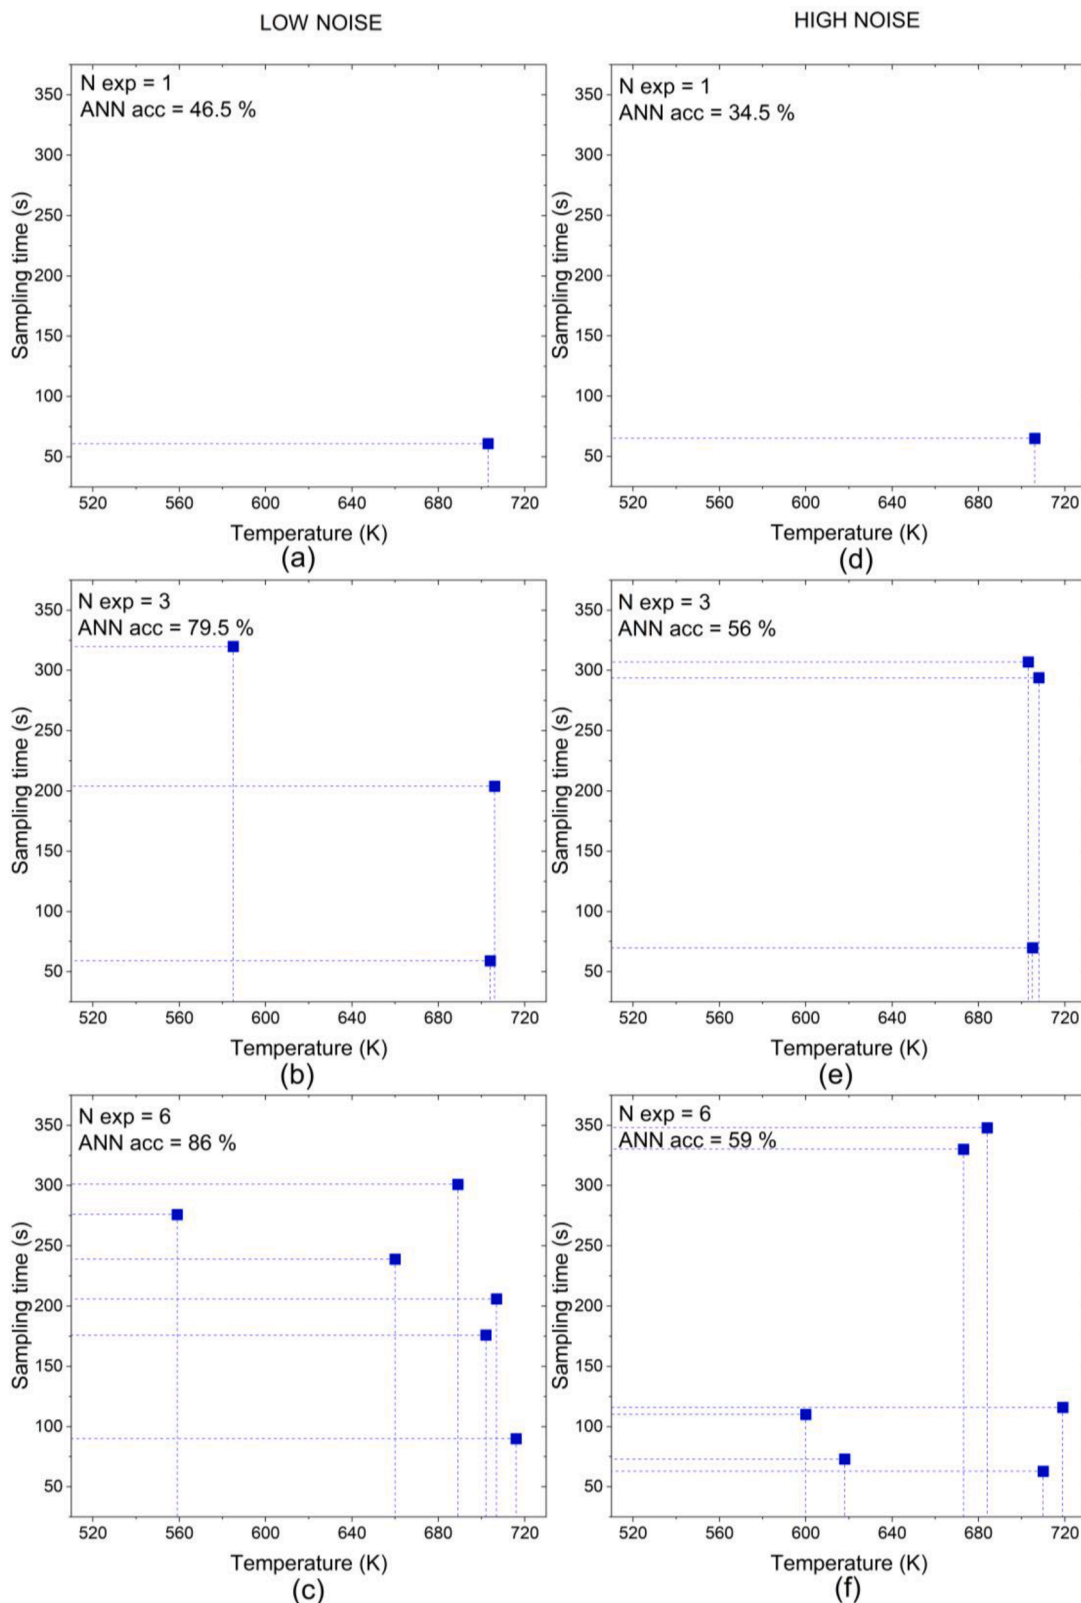 LOW NOISE
HIGH NOISE
N exp = 1
ANN acc = 46.5 %
350
300
250
200
150
100
50
Sampling time (s)
520 560 600 640 680 720
Temperature (K)
(a)
N exp = 1
ANN acc = 34.5 %
350
300
250
200
150
100
50
Sampling time (s)
520 560 600 640 680 720
Temperature (K)
(d)
N exp = 3
ANN acc = 79.5 %
350
300
250
200
150
100
50
Sampling time (s)
520 560 600 640 680 720
Temperature (K)
(b)
N exp = 3
ANN acc = 56 %
350
300
250
200
150
100
50
Sampling time (s)
520 560 600 640 680 720
Temperature (K)
(e)
N exp = 6
ANN acc = 86 %
350
300
250
200
150
100
50
Sampling time (s)
520 560 600 640 680 720
Temperature (K)
(c)
N exp = 6
ANN acc = 59 %
350
300
250
200
150
100
50
Sampling time (s)
520 560 600 640 680 720
Temperature (K)
(f)